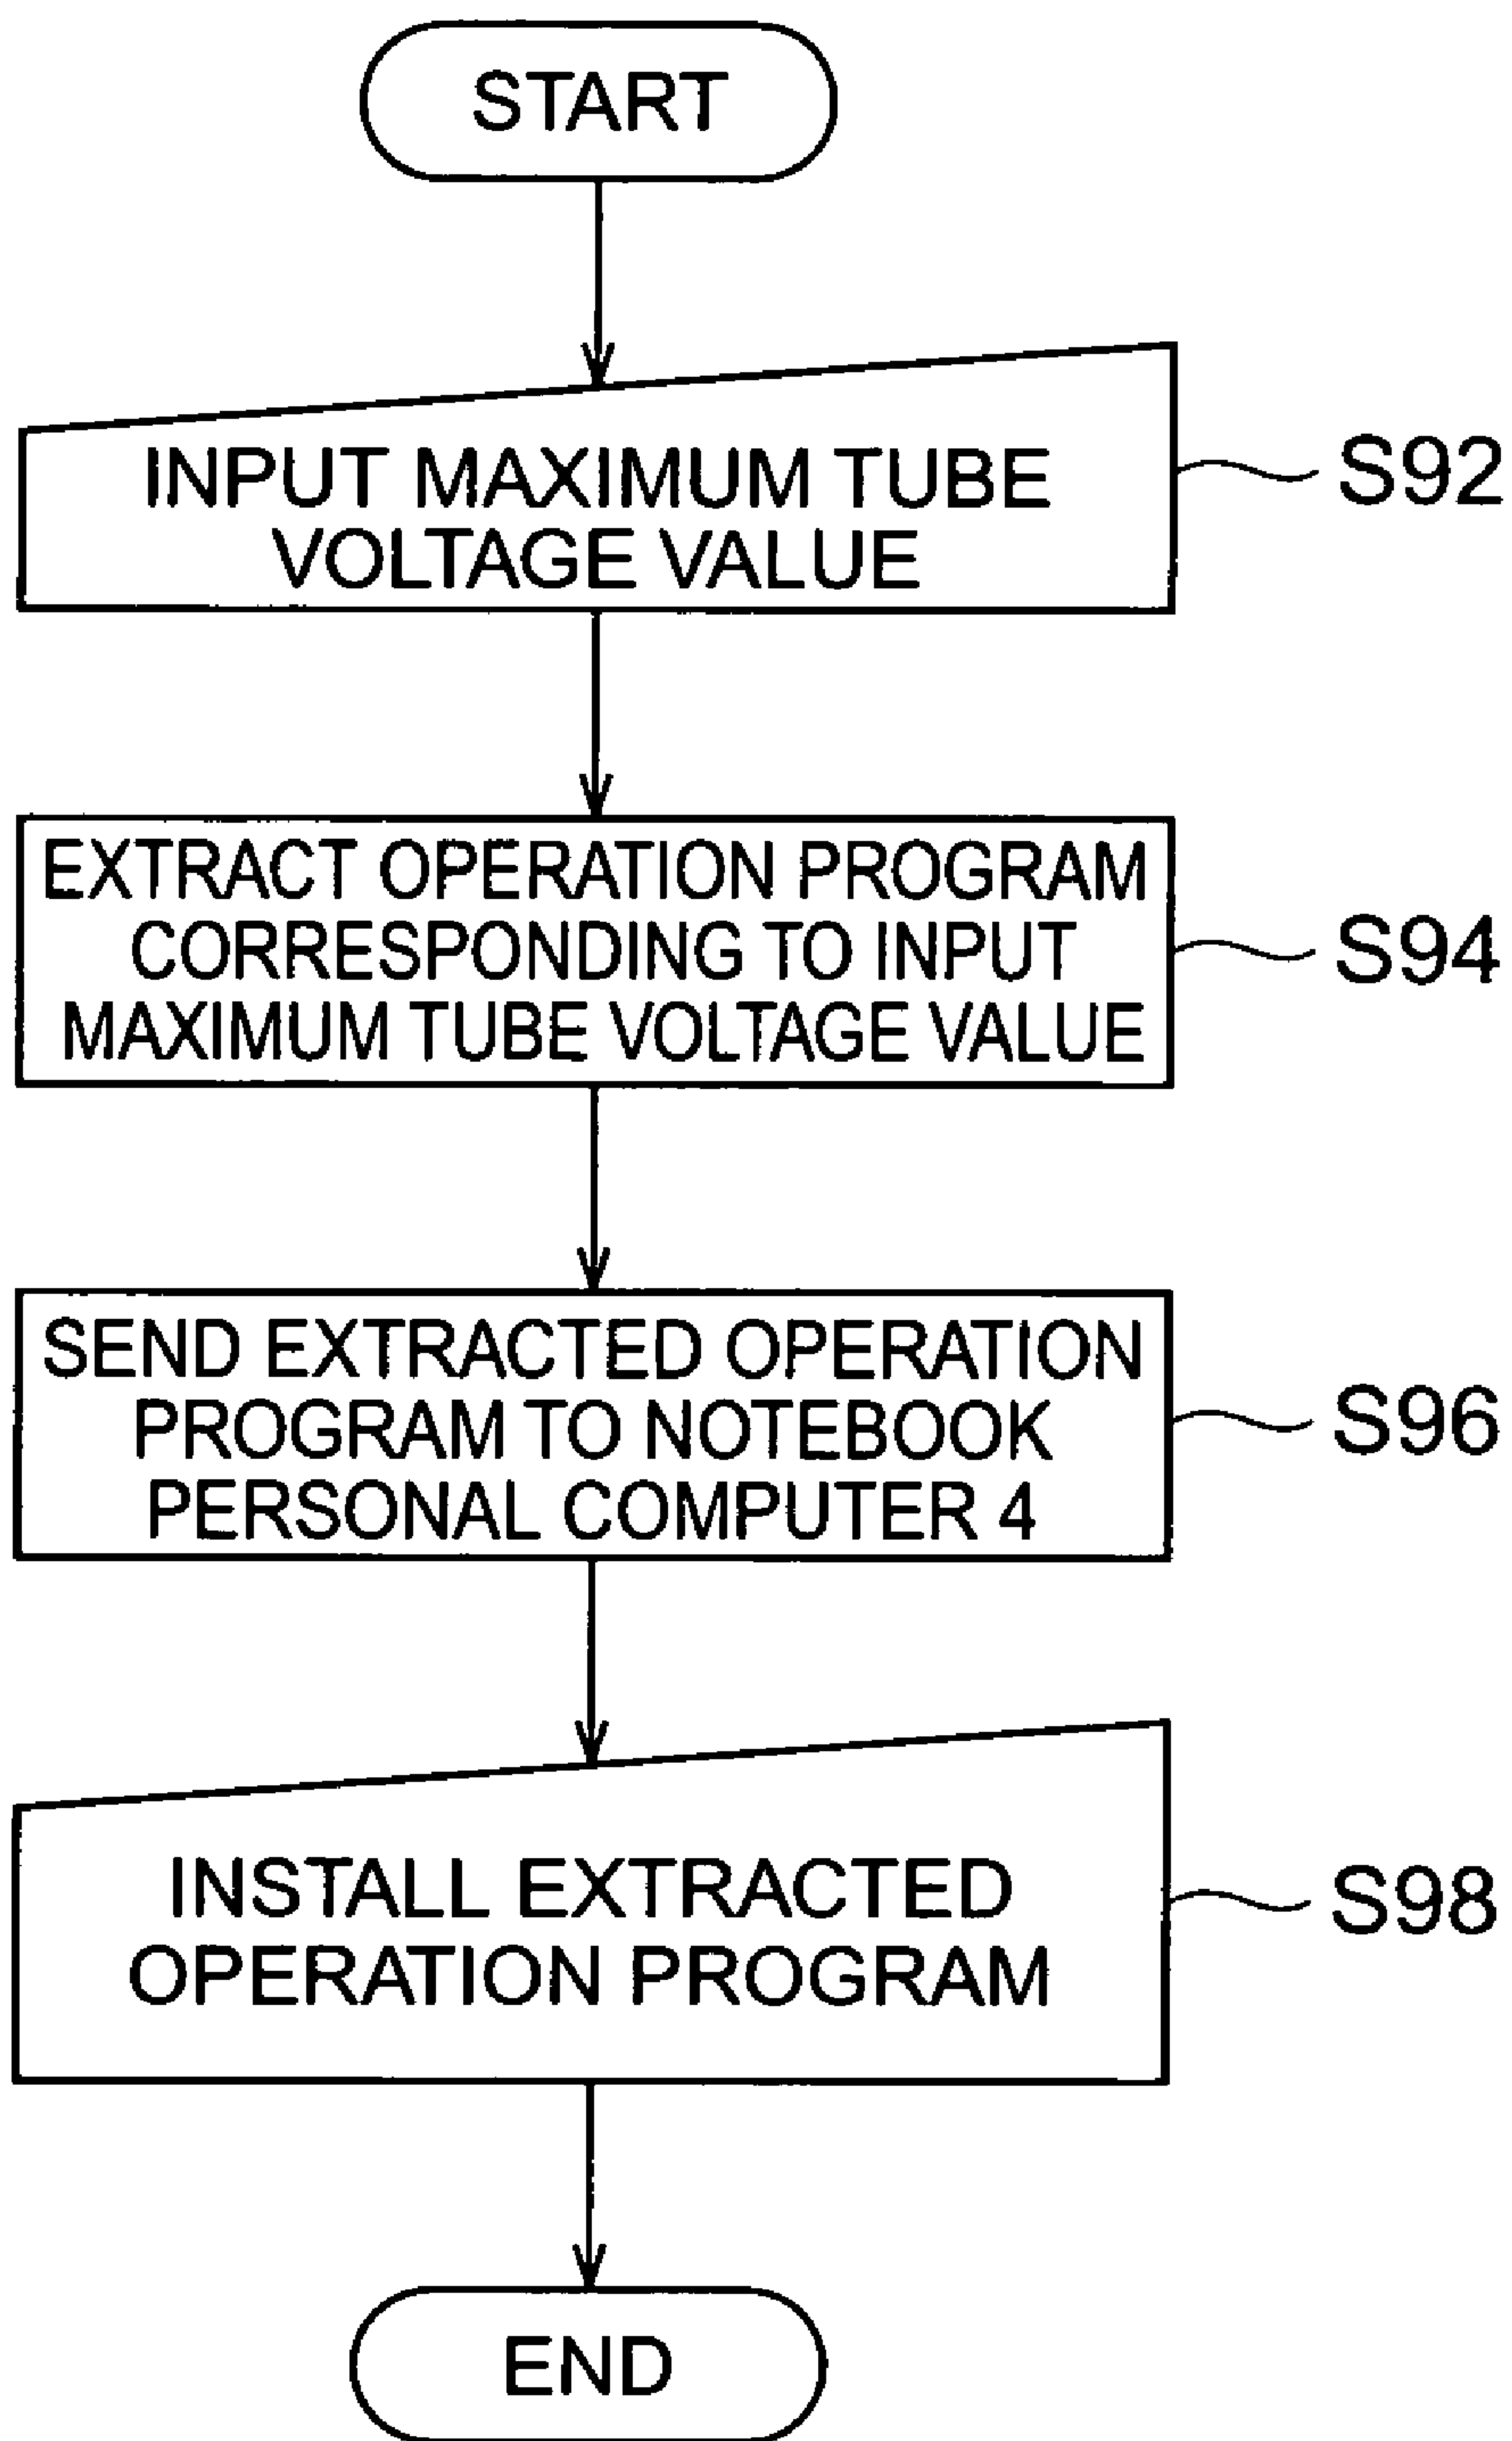 START
INPUT MAXIMUM TUBE
VOLTAGE VALUE
S92
EXTRACT OPERATION PROGRAM
CORRESPONDING TO INPUT
MAXIMUM TUBE VOLTAGE VALUE
S94
SEND EXTRACTED OPERATION
PROGRAM TO NOTEBOOK
PERSONAL COMPUTER 4
S96
INSTALL EXTRACTED
OPERATION PROGRAM
S98
END